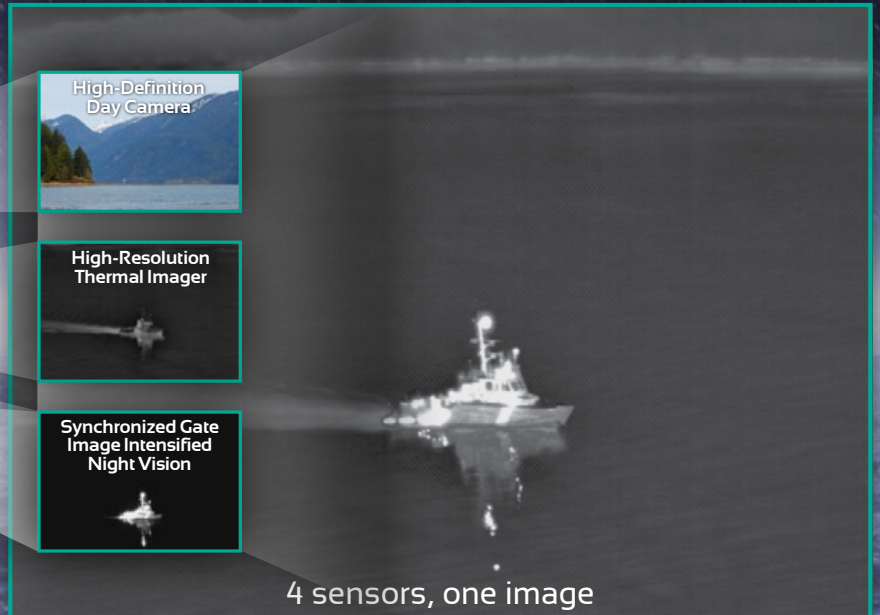 High-Definition
Day Camera
High-Resolution
Thermal Imager
Synchronized Gate
Image Intensified
Night Vision
4 sensors, one image